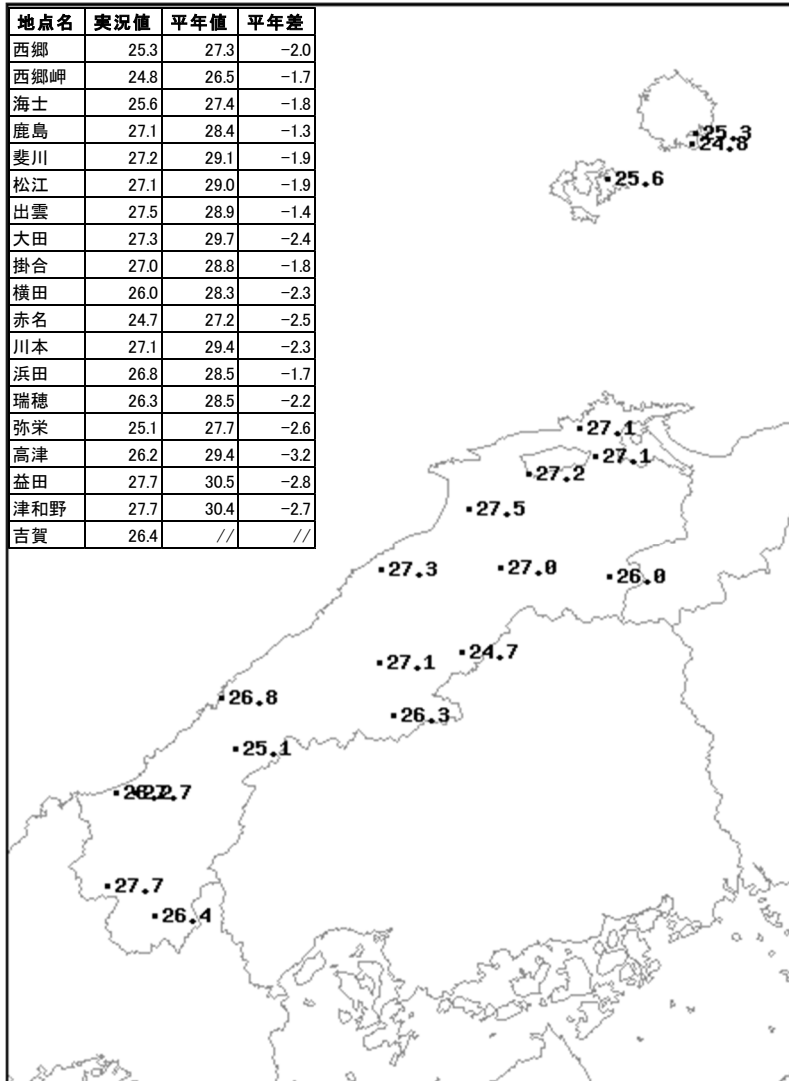 地点名 実況値 平年値 平年差
西郷 25.3 27.3 −2.0
西郷岬 24.8 26.5 −1.7
海士 25.6 27.4 −1.8
鹿島 27.1 28.4 −1.3
斐川 27.2 29.1 −1.9
松江 27.1 29.0 −1.9
出雲 27.5 28.9 −1.4
大田 27.3 29.7 −2.4
掛合 27.0 28.8 −1.8
横田 26.0 28.3 −2.3
赤名 24.7 27.2 −2.5
川本 27.1 29.4 −2.3
浜田 26.8 28.5 −1.7
瑞穂 26.3 28.5 −2.2
弥栄 25.1 27.7 −2.6
高津 26.2 29.4 −3.2
益田 27.7 30.5 −2.8
津和野 27.7 30.4 −2.7
吉賀 26.4 // //
25.3
24.8
25.6
27.1
27.1
27.2
27.5
27.3
27.0
26.0
24.7
27.1
26.8
26.3
25.1
26.2
27.7
27.7
26.4